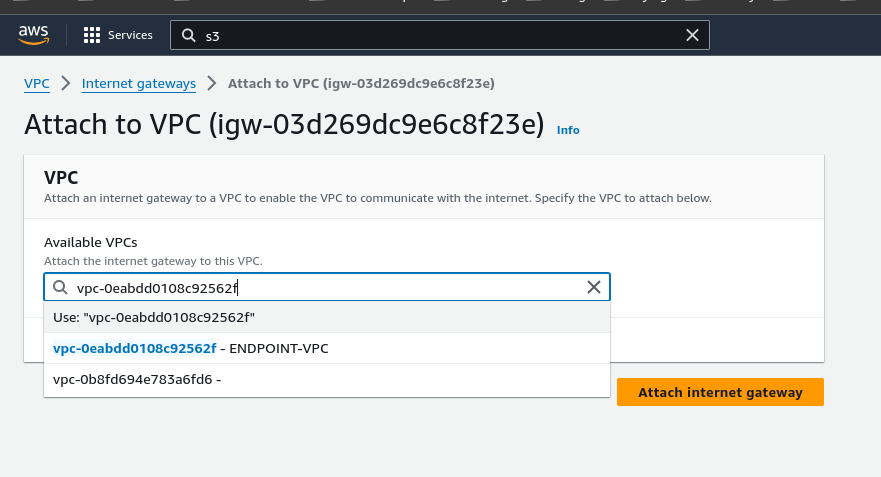 aws Services s3
VPC Internet gateways Attach to VPC (igw-03d269dc9e6c8f23e)
Attach to VPC (igw-03d269dc9e6c8f23e) Info
VPC
Attach an internet gateway to a VPC to enable the VPC to communicate with the internet. Specify the VPC to attach below.
Available VPCs
Attach the internet gateway to this VPC.
vpc-0eabdd0108c92562f
Use: "vpc-0eabdd0108c92562f"
vpc-0eabdd0108c92562f - ENDPOINT-VPC
vpc-0b8fd694e783a6fd6 -
Attach internet gateway